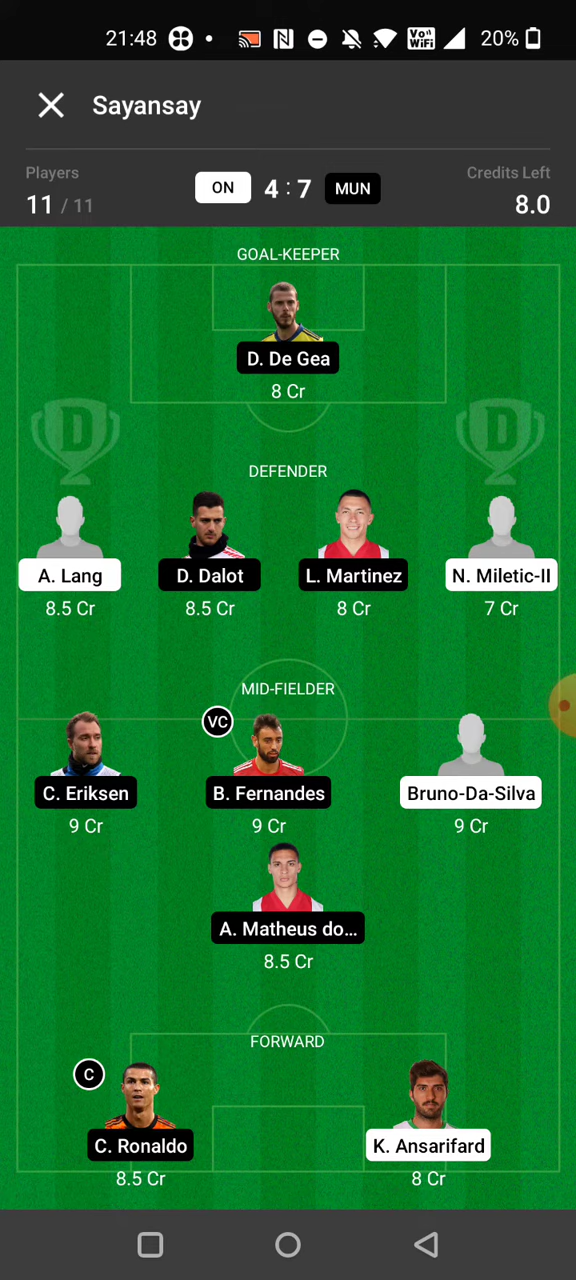 21:48
Vo))
WiFi
20%
Sayansay
Players
11 / 11
ON 4 : 7 MUN
Credits Left
8.0
GOAL-KEEPER
D. De Gea
8 Cr
D D
DEFENDER
A. Lang D. Dalot L. Martinez N. Miletic-II
8.5 Cr 8.5 Cr 8 Cr 7 Cr
MID-FIELDER
VC
C. Eriksen B. Fernandes Bruno-Da-Silva
9 Cr 9 Cr 9 Cr
A. Matheus do...
8.5 Cr
FORWARD
C
C. Ronaldo K. Ansarifard
8.5 Cr 8 Cr